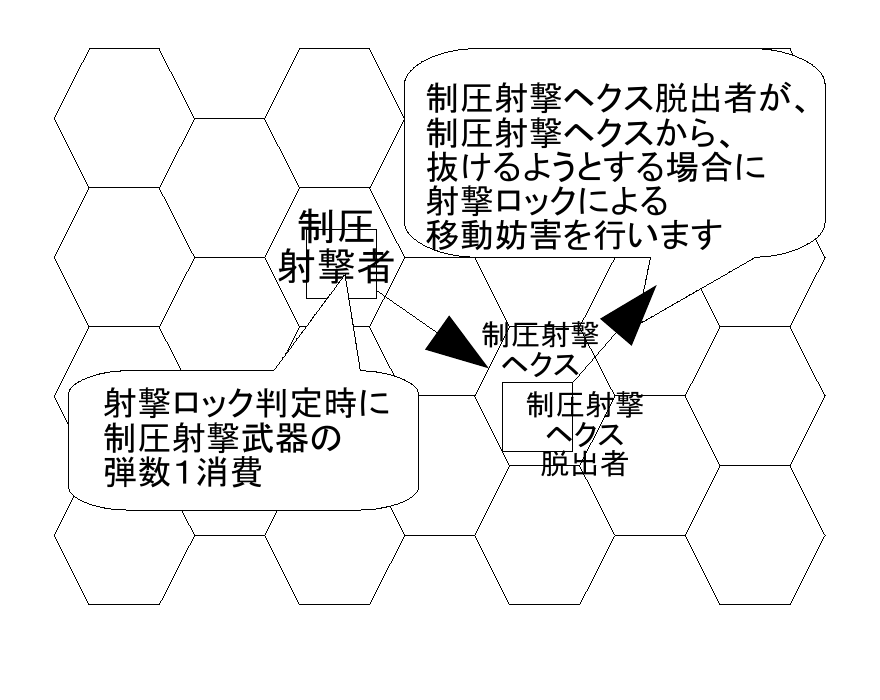 制圧射撃ヘクス脱出者が、
制圧射撃ヘクスから、
抜けるようとする場合に
射撃ロックによる
移動妨害を行います
制圧
射撃者
制圧射撃
ヘクス
制圧射撃
ヘクス
脱出者
射撃ロック判定時に
制圧射撃武器の
弾数１消費